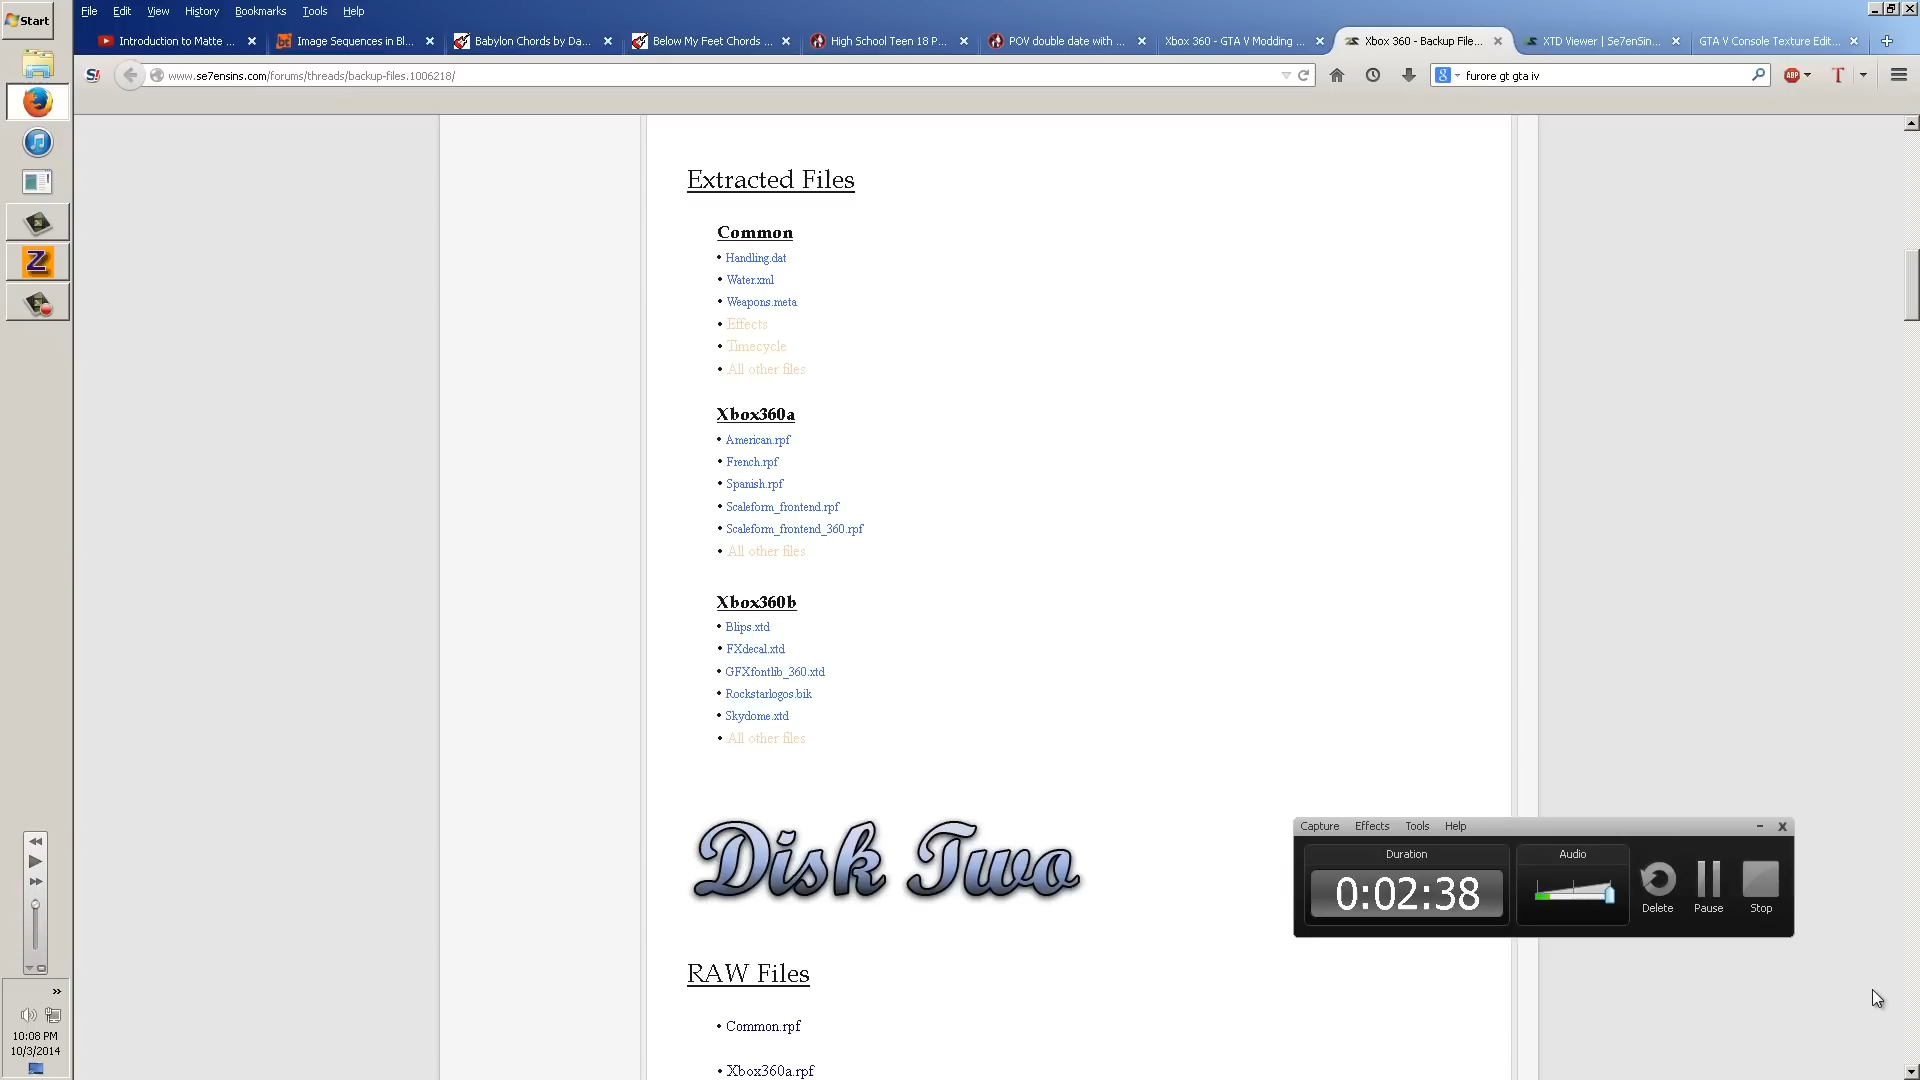 Start
File Edit View History Bookmarks Tools Help
Introduction to Matte ...
Image Sequences in Bl...
Babylon Chords by Da...
Below My Feet Chords ...
High School Teen 18 P...
POV double date with ...
Xbox 360 - GTA V Modding ...
Xbox 360 - Backup File...
XTD Viewer | Se7enSin...
GTA V Console Texture Edit...
www.se7ensins.com/forums/threads/backup-files.1006218/
furore gt gta iv
ABP
T
Extracted Files
Common
• Handling.dat
• Water.xml
• Weapons.meta
• Effects
• Timecycle
• All other files
Xbox360a
• American.rpf
• French.rpf
• Spanish.rpf
• Scaleform_frontend.rpf
• Scaleform_frontend_360.rpf
• All other files
Xbox360b
• Blips.xtd
• FXdecal.xtd
• GFXfontlib_360.xtd
• Rockstarlogos.bik
• Skydome.xtd
• All other files
Disk Two
RAW Files
• Common.rpf
• Xbox360a.rpf
Capture Effects Tools Help
Duration
Audio
0:02:38
Delete Pause Stop
10:08 PM
10/3/2014